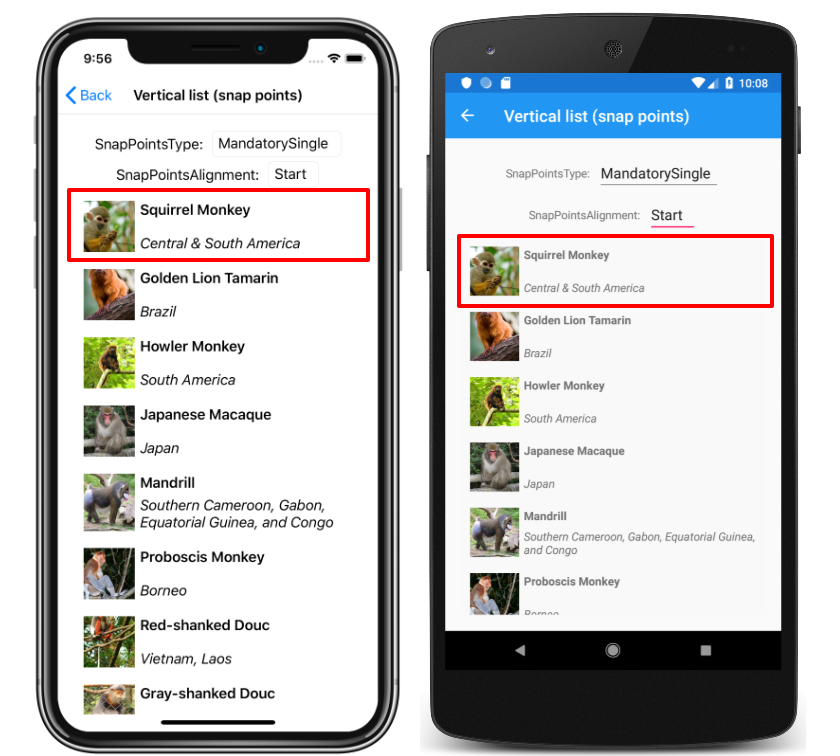 9:56
Back
Vertical list (snap points)
SnapPointsType: MandatorySingle
SnapPointsAlignment: Start
Squirrel Monkey
Central & South America
Golden Lion Tamarin
Brazil
Howler Monkey
South America
Japanese Macaque
Japan
Mandrill
Southern Cameroon, Gabon,
Equatorial Guinea, and Congo
Proboscis Monkey
Borneo
Red-shanked Douc
Vietnam, Laos
Gray-shanked Douc
10:08
Vertical list (snap points)
SnapPointsType: MandatorySingle
SnapPointsAlignment: Start
Squirrel Monkey
Central & South America
Golden Lion Tamarin
Brazil
Howler Monkey
South America
Japanese Macaque
Japan
Mandrill
Southern Cameroon, Gabon, Equatorial Guinea,
and Congo
Proboscis Monkey
Borneo